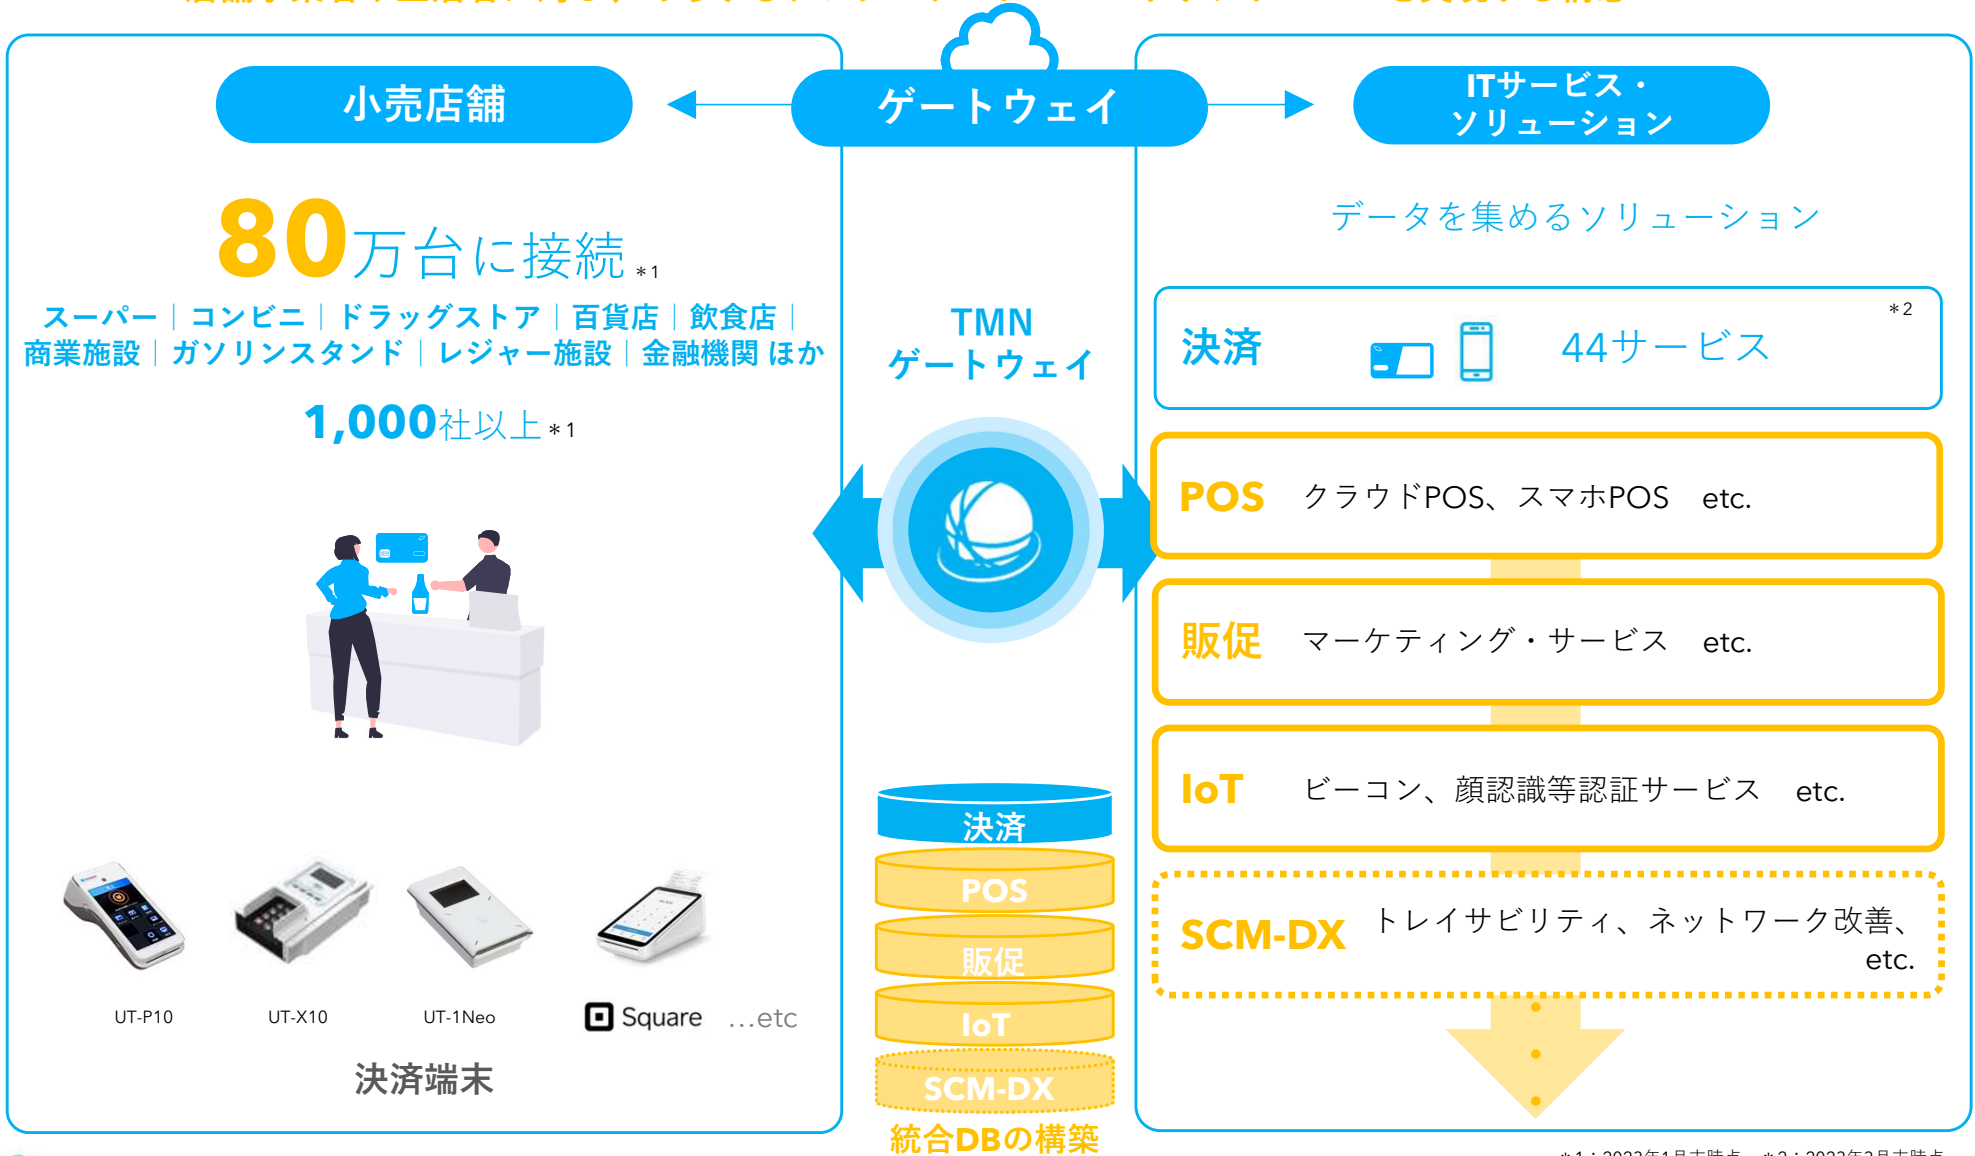 小売店舗
ゲートウェイ
ITサービス・
ソリューション
80万台に接続 *1
スーパー｜コンビニ｜ドラッグストア｜百貨店｜飲食店｜
商業施設｜ガソリンスタンド｜レジャー施設｜金融機関 ほか
1,000社以上 *1
UT-P10
UT-X10
UT-1Neo
Square
...etc
決済端末
TMN
ゲートウェイ
決済
POS
販促
IoT
SCM-DX
統合DBの構築
データを集めるソリューション
決済 44サービス *2
POS クラウドPOS、スマホPOS etc.
販促 マーケティング・サービス etc.
IoT ビーコン、顔認識等認証サービス etc.
SCM-DX トレイサビリティ、ネットワーク改善、
etc.